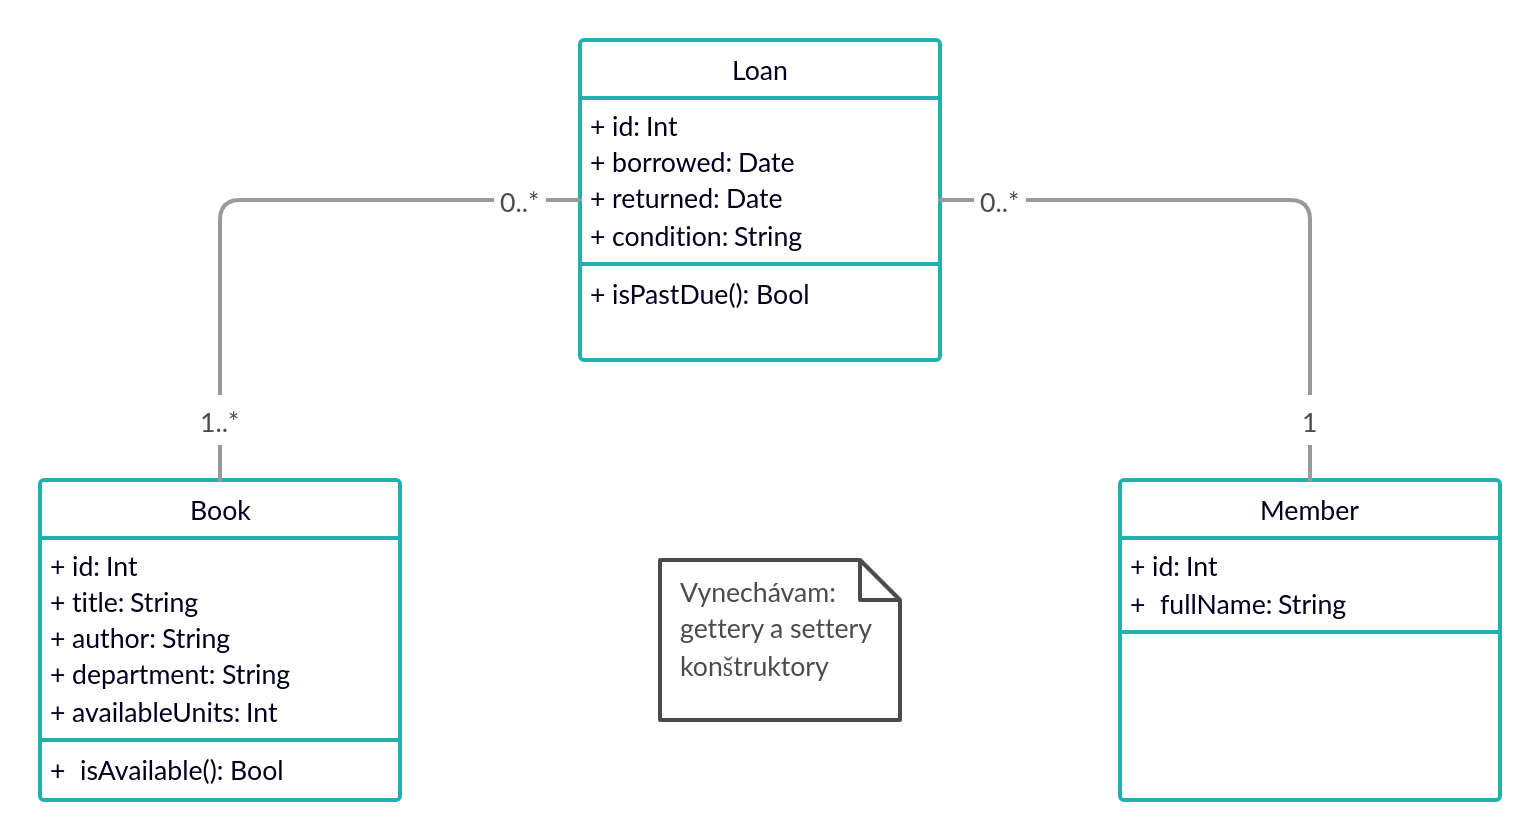 Loan
+ id: Int
+ borrowed: Date
+ returned: Date
+ condition: String
+ isPastDue(): Bool
0..*
0..*
1..*
1
Book
+ id: Int
+ title: String
+ author: String
+ department: String
+ availableUnits: Int
+ isAvailable(): Bool
Vynechávam:
gettery a settery
konštruktory
Member
+ id: Int
+ fullName: String